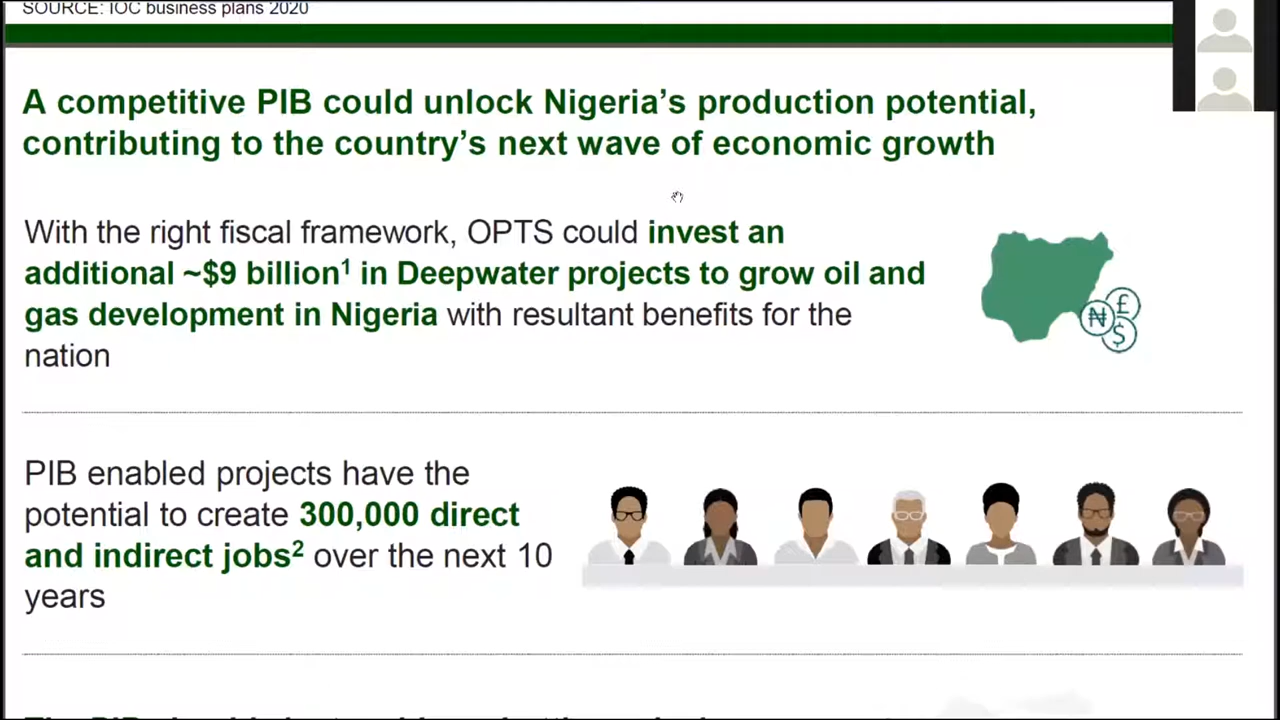 SOURCE: IOC business plans 2020
A competitive PIB could unlock Nigeria’s production potential,
contributing to the country’s next wave of economic growth
With the right fiscal framework, OPTS could invest an
additional ~$9 billion¹ in Deepwater projects to grow oil and
gas development in Nigeria with resultant benefits for the
nation
₦
£
$
PIB enabled projects have the
potential to create 300,000 direct
and indirect jobs² over the next 10
years
The PIB